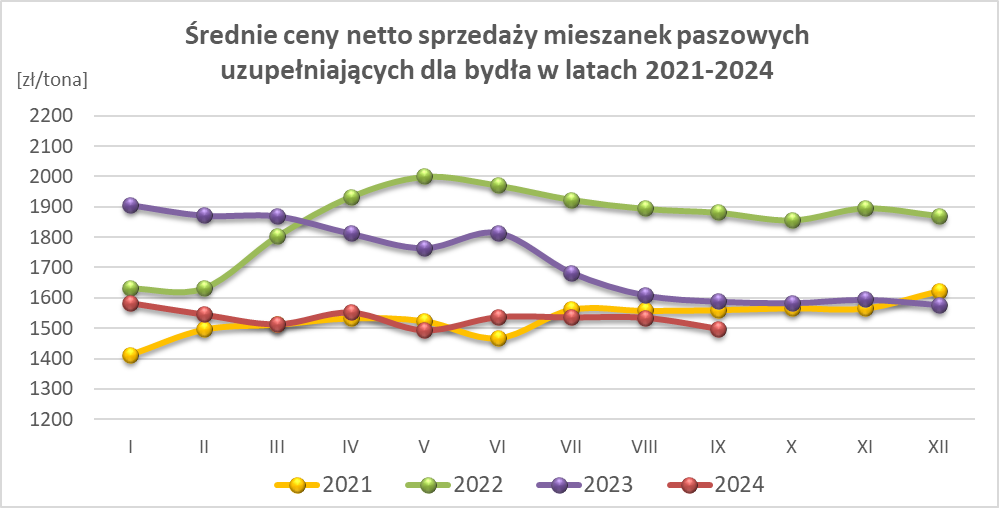 Średnie ceny netto sprzedaży mieszanek paszowych
uzupełniających dla bydła w latach 2021-2024
[zł/tona]
2200
2100
2000
1900
1800
1700
1600
1500
1400
1300
1200
I II III IV V VI VII VIII IX X XI XII
2021 2022 2023 2024